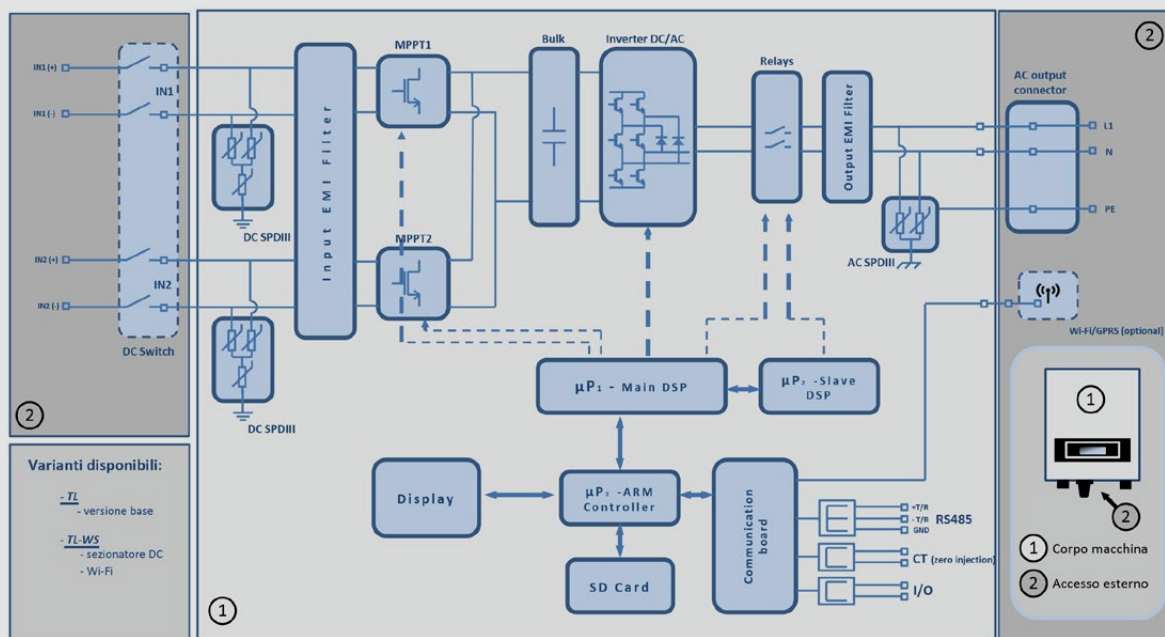 2
1
2
IN1 (+)
IN1
IN1 (-)
DC SPDIII
IN2 (+)
IN2
IN2 (-)
DC Switch
DC SPDIII
Input EMI Filter
MPPT1
MPPT2
Bulk
Inverter DC/AC
Relays
Output EMI Filter
AC SPDIII
AC output
connector
L1
N
PE
Wi-Fi/GPRS (optional)
µP₁ - Main DSP
µP₂ -Slave
DSP
Display
µP₃ -ARM
Controller
SD Card
Communication
board
+T/R
- T/R
GND
RS485
CT (zero injection)
I/O
Varianti disponibili:
- TL
- versione base
- TL-WS
- sezionatore DC
- Wi-Fi
1
2
1 Corpo macchina
2 Accesso esterno